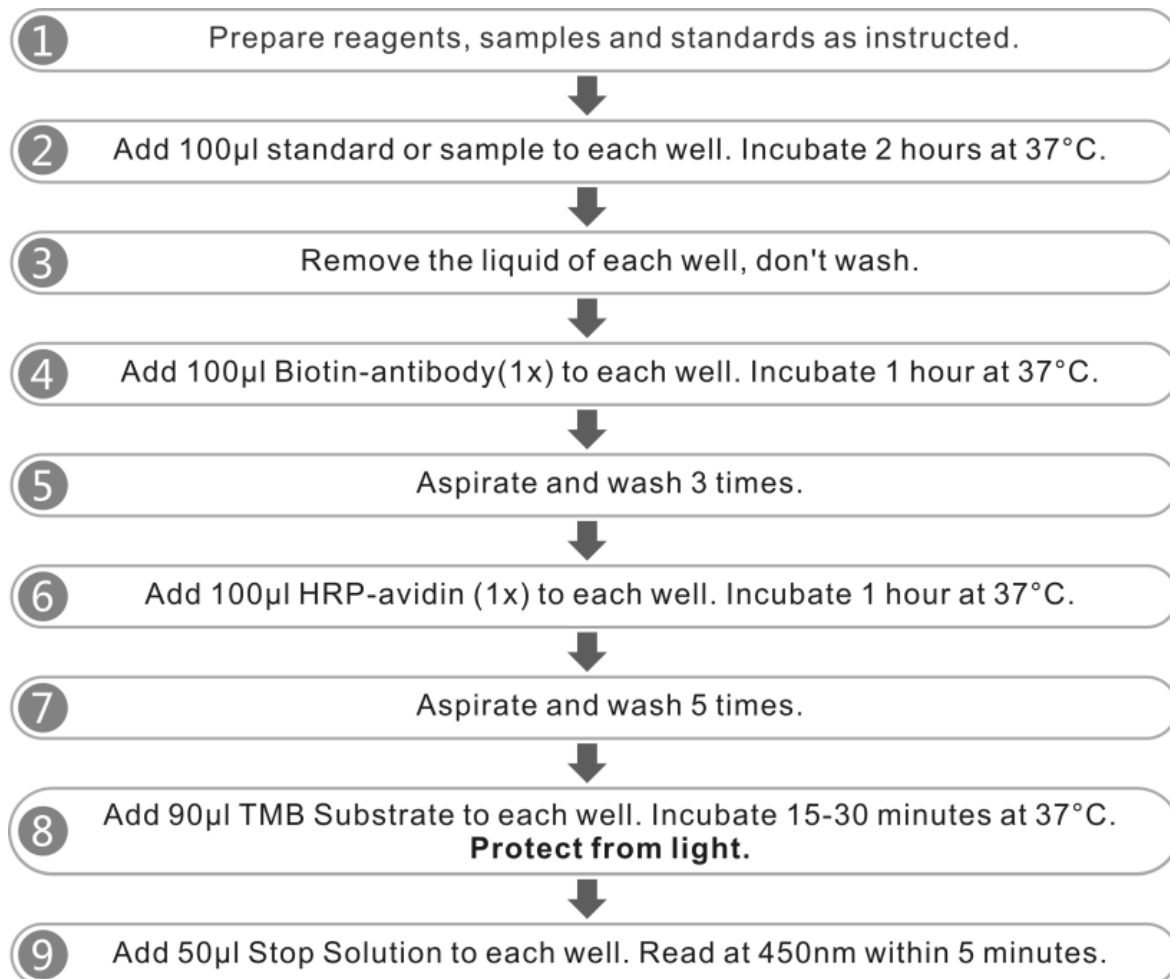 1 Prepare reagents, samples and standards as instructed.
2 Add 100µl standard or sample to each well. Incubate 2 hours at 37°C.
3 Remove the liquid of each well, don't wash.
4 Add 100µl Biotin-antibody(1x) to each well. Incubate 1 hour at 37°C.
5 Aspirate and wash 3 times.
6 Add 100µl HRP-avidin (1x) to each well. Incubate 1 hour at 37°C.
7 Aspirate and wash 5 times.
8 Add 90µl TMB Substrate to each well. Incubate 15-30 minutes at 37°C.
Protect from light.
9 Add 50µl Stop Solution to each well. Read at 450nm within 5 minutes.